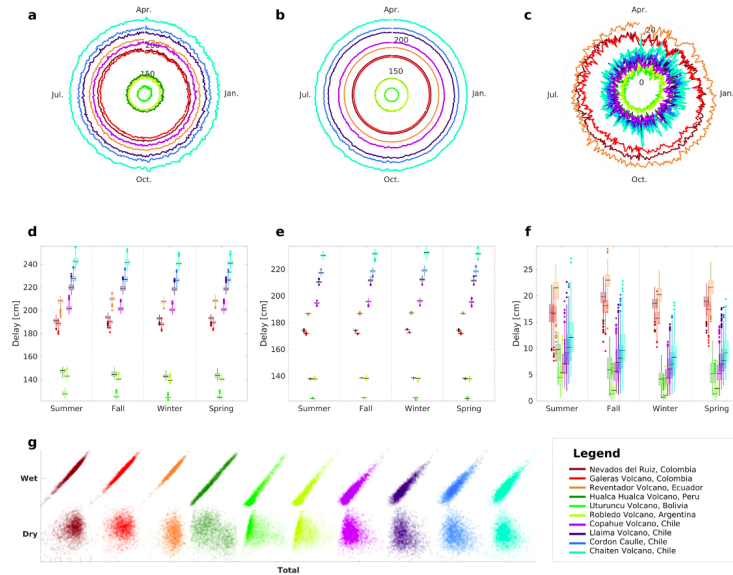 a
Apr.
200
150
Jul.
Jan.
Oct.
b
Apr.
200
150
Jul.
Jan.
Oct.
c
Apr.
20
0
Jul.
Jan.
Oct.
d
Delay [cm]
240
220
200
180
160
140
Summer
Fall
Winter
Spring
e
Delay [cm]
220
200
180
160
140
Summer
Fall
Winter
Spring
f
Delay [cm]
25
20
15
10
5
0
Summer
Fall
Winter
Spring
g
Wet
Dry
Total
Legend
Nevados del Ruiz, Colombia
Galeras Volcano, Colombia
Reventador Volcano, Ecuador
Hualca Hualca Volcano, Peru
Uturuncu Volcano, Bolivia
Robledo Volcano, Argentina
Copahue Volcano, Chile
Llaima Volcano, Chile
Cordon Caulle, Chile
Chaiten Volcano, Chile